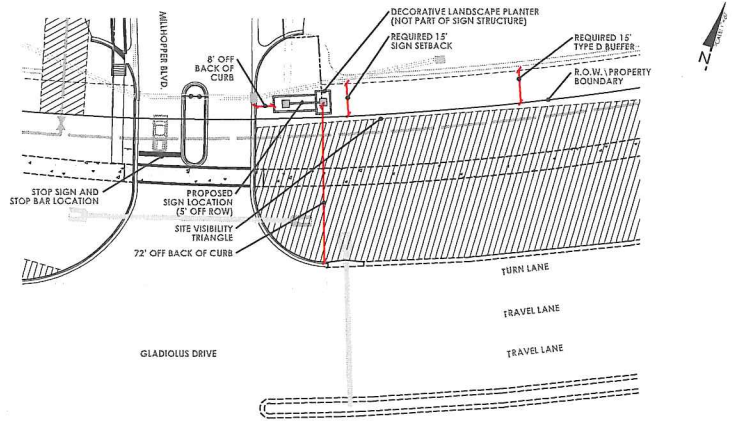 DECORATIVE LANDSCAPE PLANTER
(NOT PART OF SIGN STRUCTURE)
REQUIRED 15'
SIGN SETBACK
REQUIRED 15'
TYPE D BUFFER
R.O.W.\PROPERTY
BOUNDARY
MILLHOPPER BLVD.
8' OFF
BACK OF
CURB
-N-
STOP SIGN AND
STOP BAR LOCATION
PROPOSED
SIGN LOCATION
(5' OFF ROW)
SITE VISIBILITY
TRIANGLE
72' OFF BACK OF CURB
TURN LANE
TRAVEL LANE
TRAVEL LANE
GLADIOLUS DRIVE